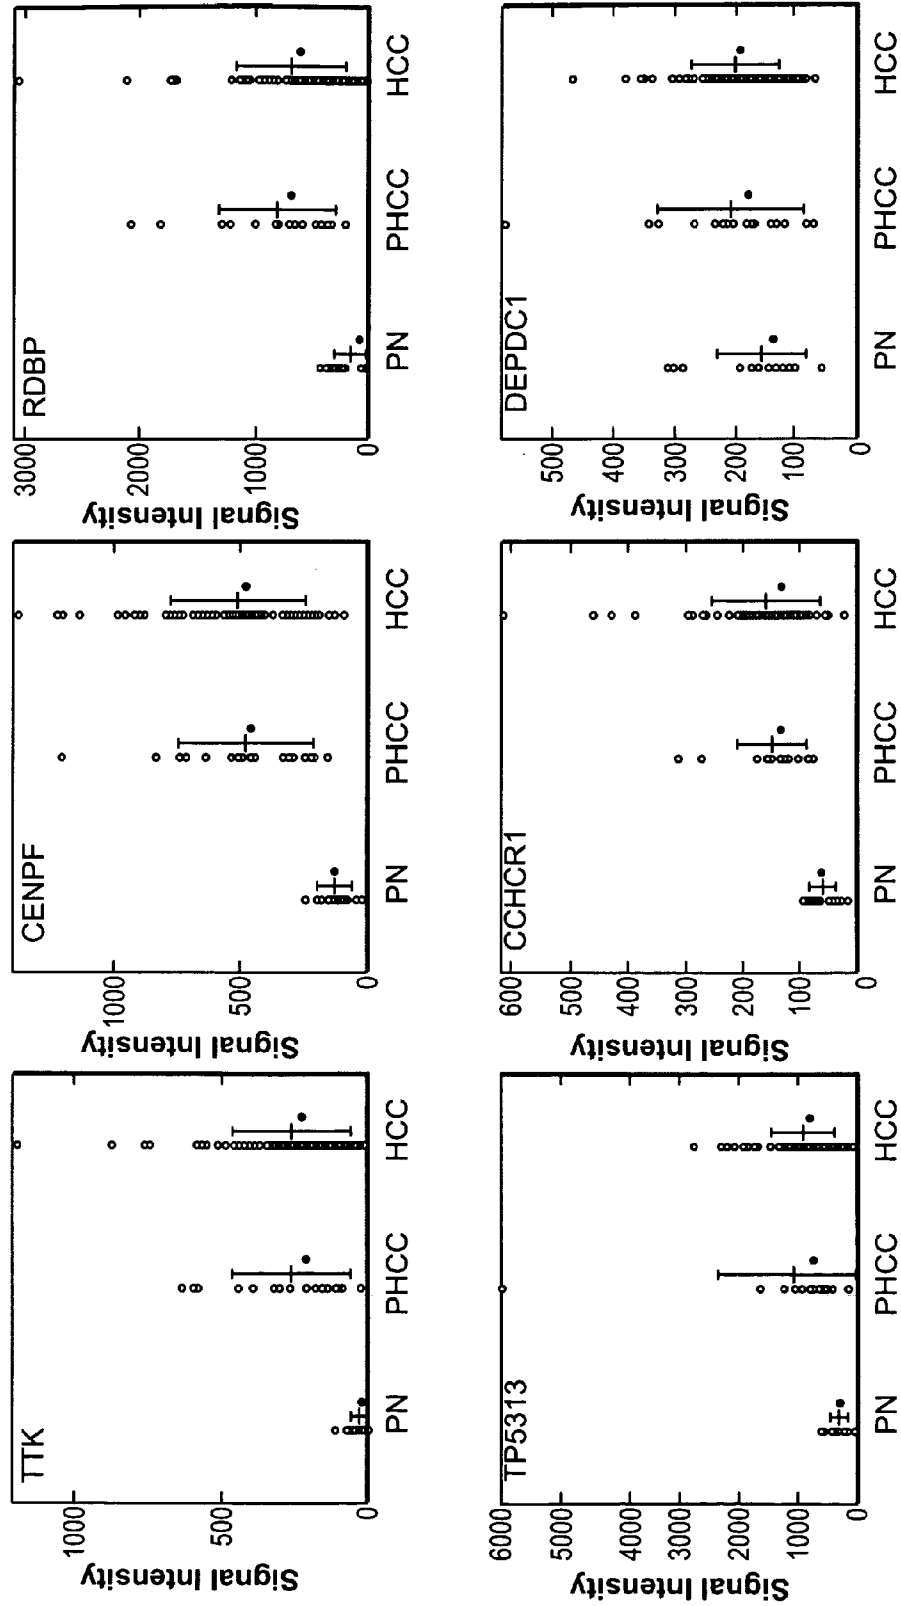 TTK
Signal Intensity
1000
500
0
PN
PHCC
HCC
CENPF
Signal Intensity
1000
500
0
PN
PHCC
HCC
RDBP
Signal Intensity
3000
2000
1000
0
PN
PHCC
HCC
TP5313
Signal Intensity
6000
5000
4000
3000
2000
1000
0
PN
PHCC
HCC
CCHCR1
Signal Intensity
600
500
400
300
200
100
0
PN
PHCC
HCC
DEPDC1
Signal Intensity
500
400
300
200
100
0
PN
PHCC
HCC